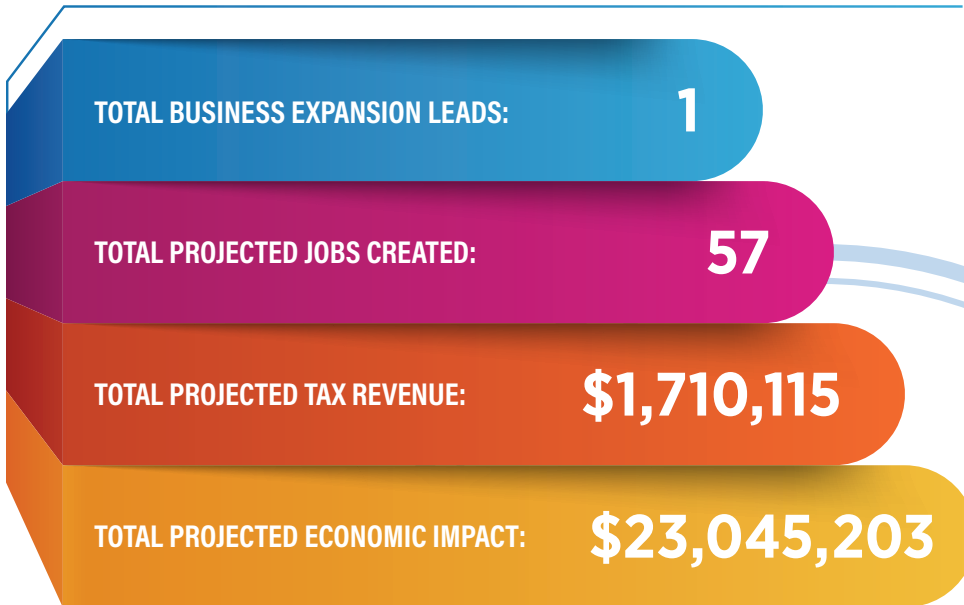 TOTAL BUSINESS EXPANSION LEADS: 1
TOTAL PROJECTED JOBS CREATED: 57
TOTAL PROJECTED TAX REVENUE: $1,710,115
TOTAL PROJECTED ECONOMIC IMPACT: $23,045,203